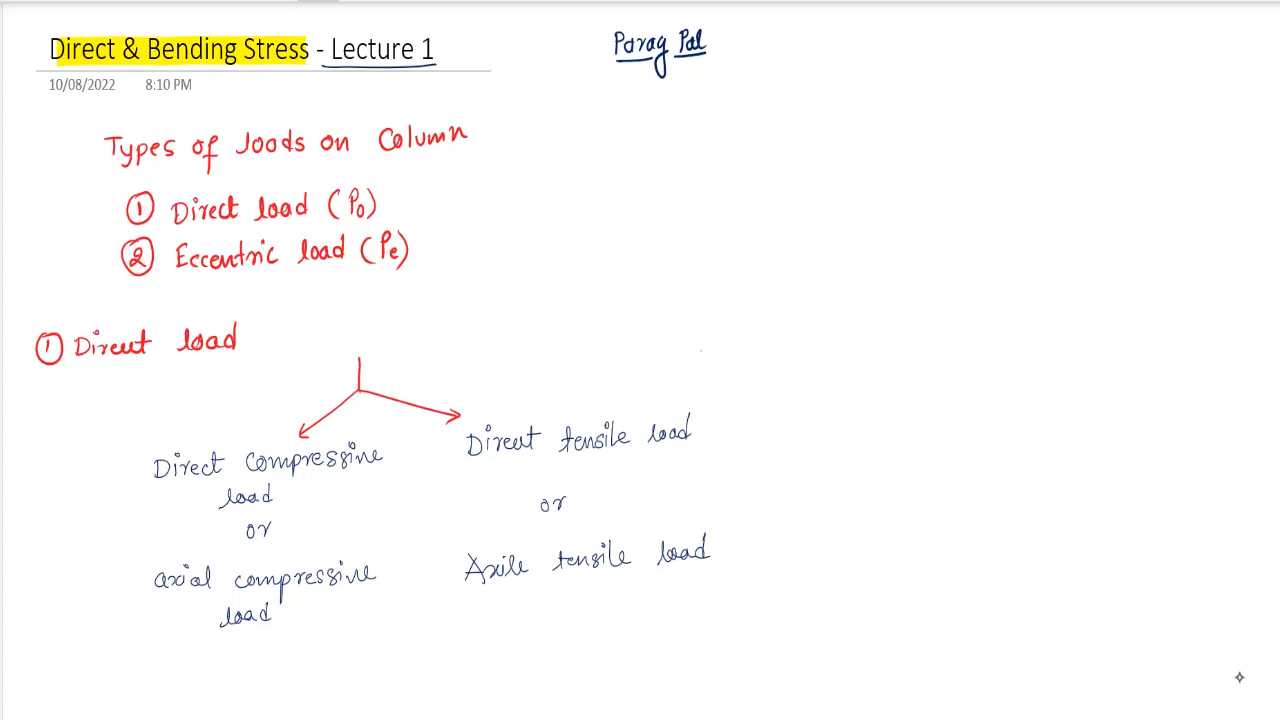 Direct & Bending Stress - Lecture 1
Parag Pal
10/08/2022 8:10 PM
Types of loads on Column
① Direct load (Po)
② Eccentric load (Pe)
① Direct load
Direct compressive
load
or
axial compressive
load
Direct tensile load
or
Axile tensile load